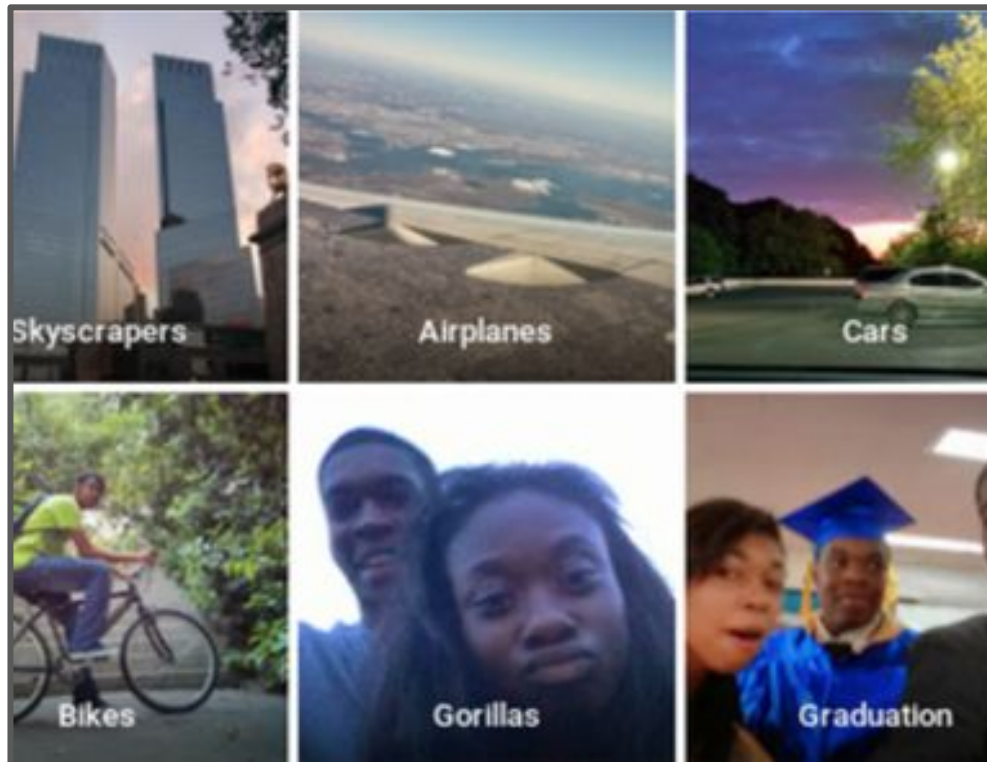 Skyscrapers
Airplanes
Cars
Bikes
Gorillas
Graduation